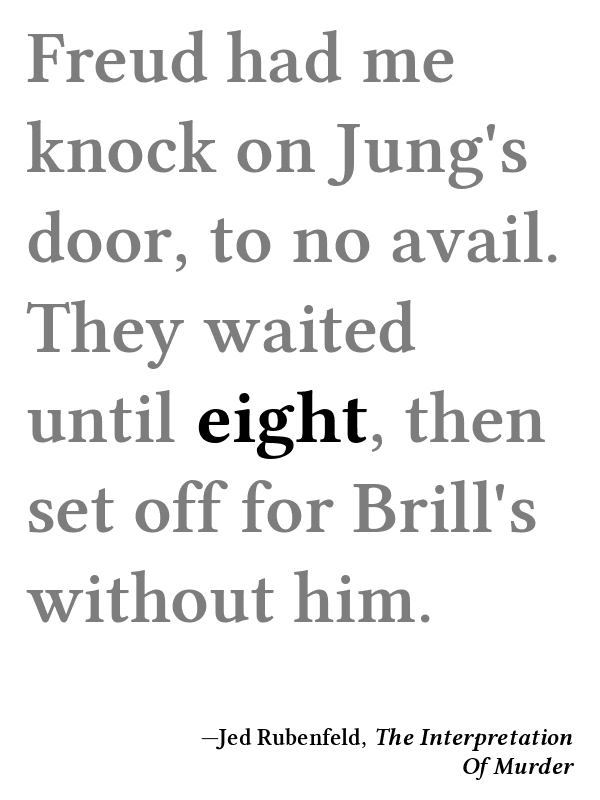 Freud had me
knock on Jung's
door, to no avail.
They waited
until eight, then
set off for Brill's
without him.
—Jed Rubenfeld, The Interpretation
Of Murder